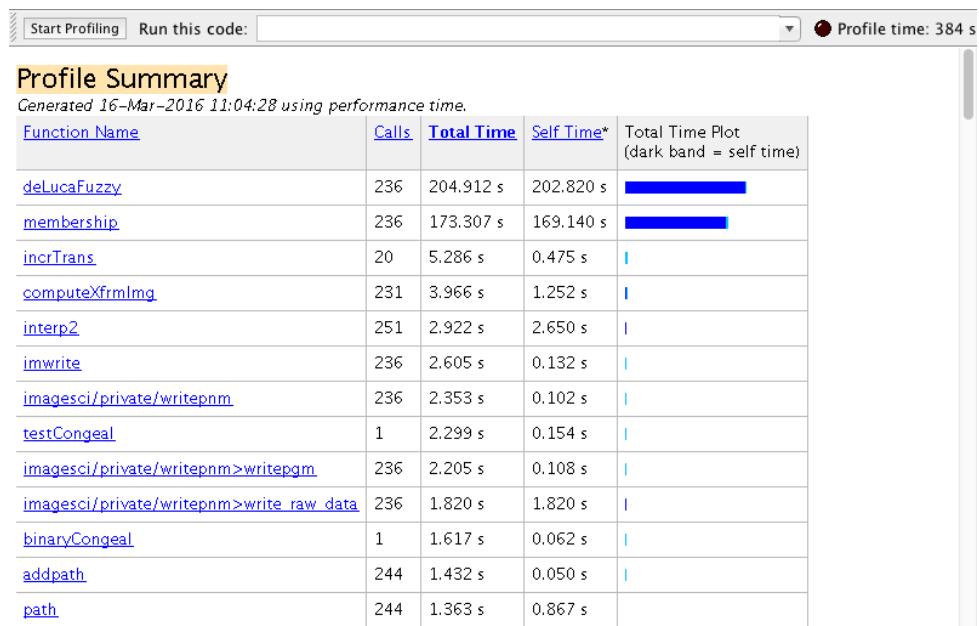 Start Profiling Run this code: Profile time: 384 s
Profile Summary
Generated 16-Mar-2016 11:04:28 using performance time.
Function Name Calls Total Time Self Time* Total Time Plot
(dark band = self time)
deLucaFuzzy 236 204.912 s 202.820 s
membership 236 173.307 s 169.140 s
incrTrans 20 5.286 s 0.475 s
computeXfrmImg 231 3.966 s 1.252 s
interp2 251 2.922 s 2.650 s
imwrite 236 2.605 s 0.132 s
imagesci/private/writepnm 236 2.353 s 0.102 s
testCongeal 1 2.299 s 0.154 s
imagesci/private/writepnm>writepgm 236 2.205 s 0.108 s
imagesci/private/writepnm>write_raw_data 236 1.820 s 1.820 s
binaryCongeal 1 1.617 s 0.062 s
addpath 244 1.432 s 0.050 s
path 244 1.363 s 0.867 s